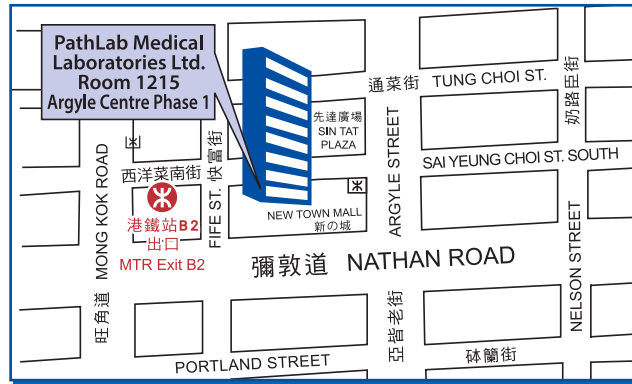 PathLab Medical
Laboratories Ltd.
Room 1215
Argyle Centre Phase 1
通菜街 TUNG CHOI ST.
奶路臣街
先達廣場
SIN TAT
PLAZA
西洋菜南街
SAI YEUNG CHOI ST. SOUTH
FIFE ST. 快富街
ARGYLE STREET
港鐵站B2
出口
MTR Exit B2
NEW TOWN MALL
新の城
旺角道 MONG KOK ROAD
彌敦道 NATHAN ROAD
NELSON STREET
亞皆老街
PORTLAND STREET
砵蘭街